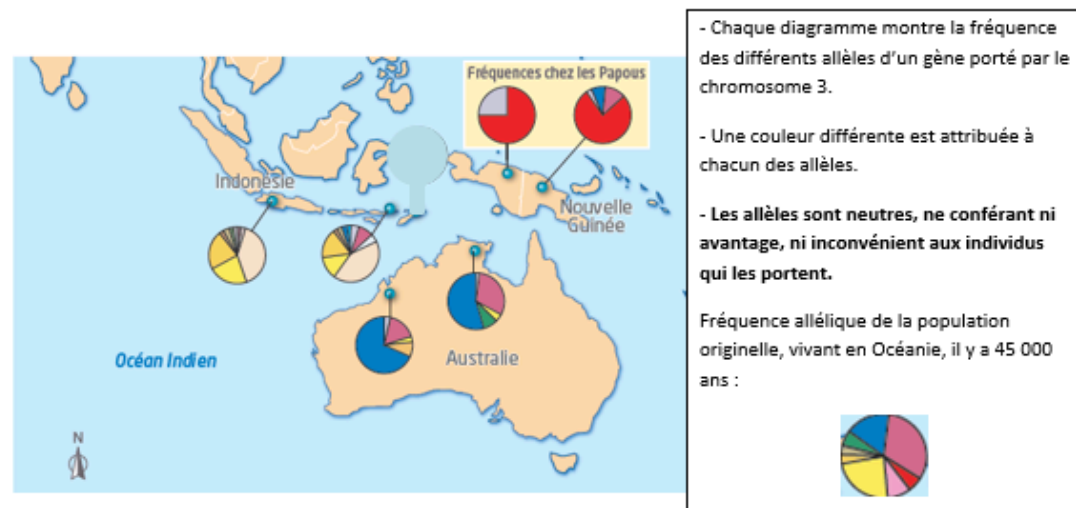 Fréquences chez les Papous
Indonésie
Nouvelle
Guinée
Océan Indien
Australie
N
- Chaque diagramme montre la fréquence
des différents allèles d'un gène porté par le
chromosome 3.
- Une couleur différente est attribuée à
chacun des allèles.
- Les allèles sont neutres, ne conférant ni
avantage, ni inconvénient aux individus
qui les portent.
Fréquence allélique de la population
originelle, vivant en Océanie, il y a 45 000
ans :